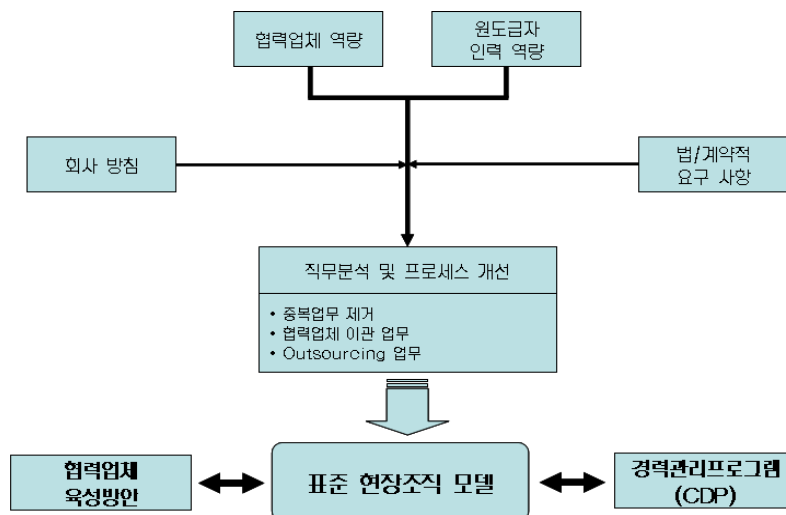 협력업체 역량
원도급자
인력 역량
회사 방침
법/계약적
요구 사항
직무분석 및 프로세스 개선
• 중복업무 제거
• 협력업체 이관 업무
• Outsourcing 업무
협력업체
육성방안
표준 현장조직 모델
경력관리프로그램
(CDP)